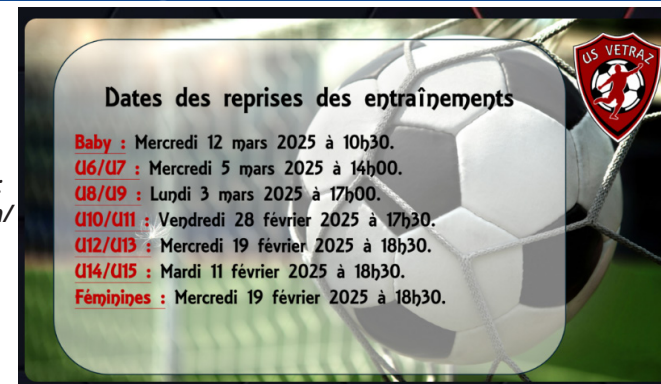 US VETRAZ
Dates des reprises des entraînements
Baby : Mercredi 12 mars 2025 à 10h30.
U6/U7 : Mercredi 5 mars 2025 à 14h00.
U8/U9 : Lundi 3 mars 2025 à 17h00.
U10/U11 : Vendredi 28 février 2025 à 17h30.
U12/U13 : Mercredi 19 février 2025 à 18h30.
U14/U15 : Mardi 11 février 2025 à 18h30.
Féminines : Mercredi 19 février 2025 à 18h30.